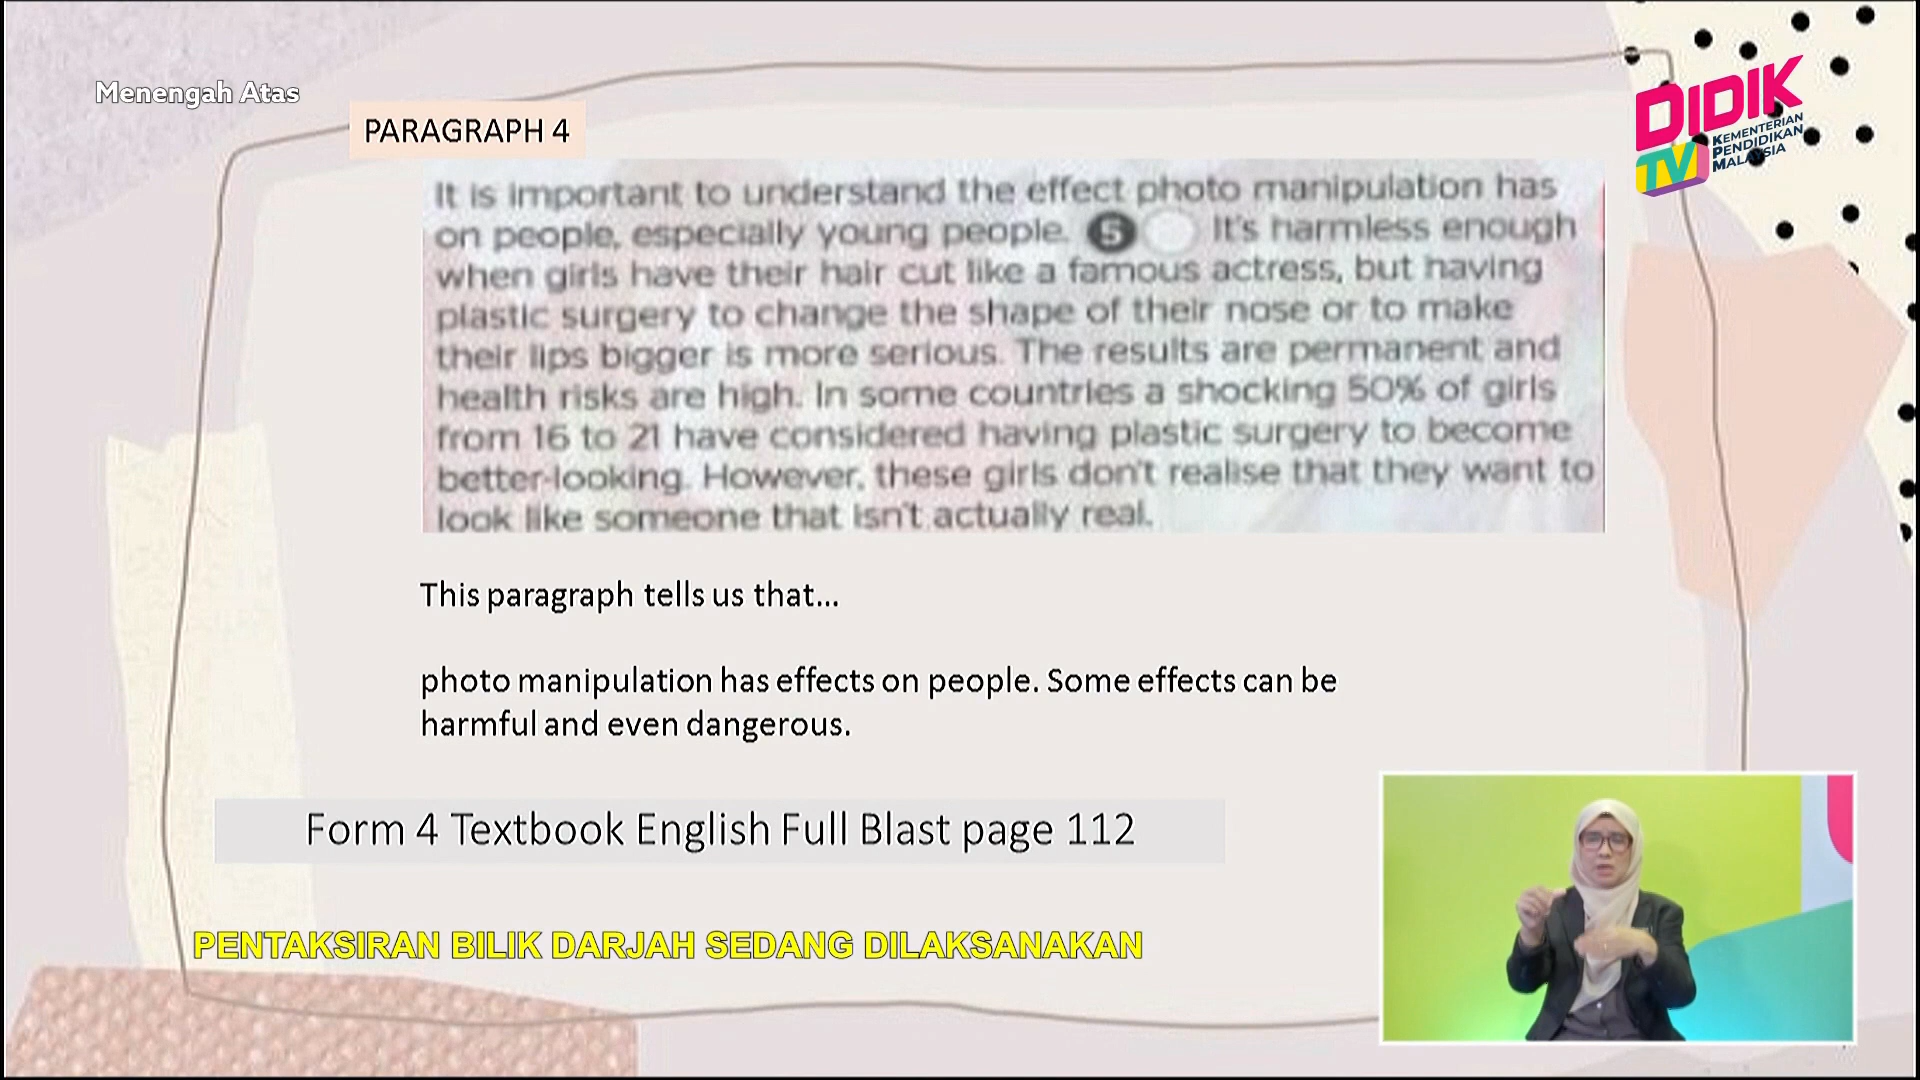 Menengah Atas
DIDIK
TV
KEMENTERIAN
PENDIDIKAN
MALAYSIA
PARAGRAPH 4
It is important to understand the effect photo manipulation has
on people, especially young people. 5 It's harmless enough
when girls have their hair cut like a famous actress, but having
plastic surgery to change the shape of their nose or to make
their lips bigger is more serious. The results are permanent and
health risks are high. In some countries a shocking 50% of girls
from 16 to 21 have considered having plastic surgery to become
better-looking. However, these girls don't realise that they want to
look like someone that isn't actually real.
This paragraph tells us that...
photo manipulation has effects on people. Some effects can be
harmful and even dangerous.
Form 4 Textbook English Full Blast page 112
PENTAKSIRAN BILIK DARJAH SEDANG DILAKSANAKAN